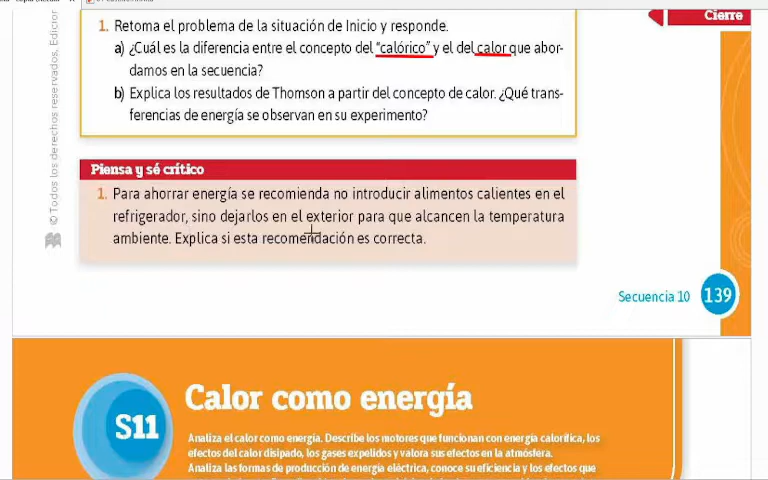 1. Retoma el problema de la situación de Inicio y responde.
Cierre
a) ¿Cuál es la diferencia entre el concepto del “calórico” y el del calor que abor-
damos en la secuencia?
b) Explica los resultados de Thomson a partir del concepto de calor. ¿Qué trans-
ferencias de energía se observan en su experimento?
© Todos los derechos reservados, Edicior
Piensa y sé crítico
1. Para ahorrar energía se recomienda no introducir alimentos calientes en el
refrigerador, sino dejarlos en el exterior para que alcancen la temperatura
ambiente. Explica si esta recomendación es correcta.
Secuencia 10 139
S11
Calor como energía
Analiza el calor como energía. Describe los motores que funcionan con energía calorífica, los
efectos del calor disipado, los gases expelidos y valora sus efectos en la atmósfera.
Analiza las formas de producción de energía eléctrica, conoce su eficiencia y los efectos que